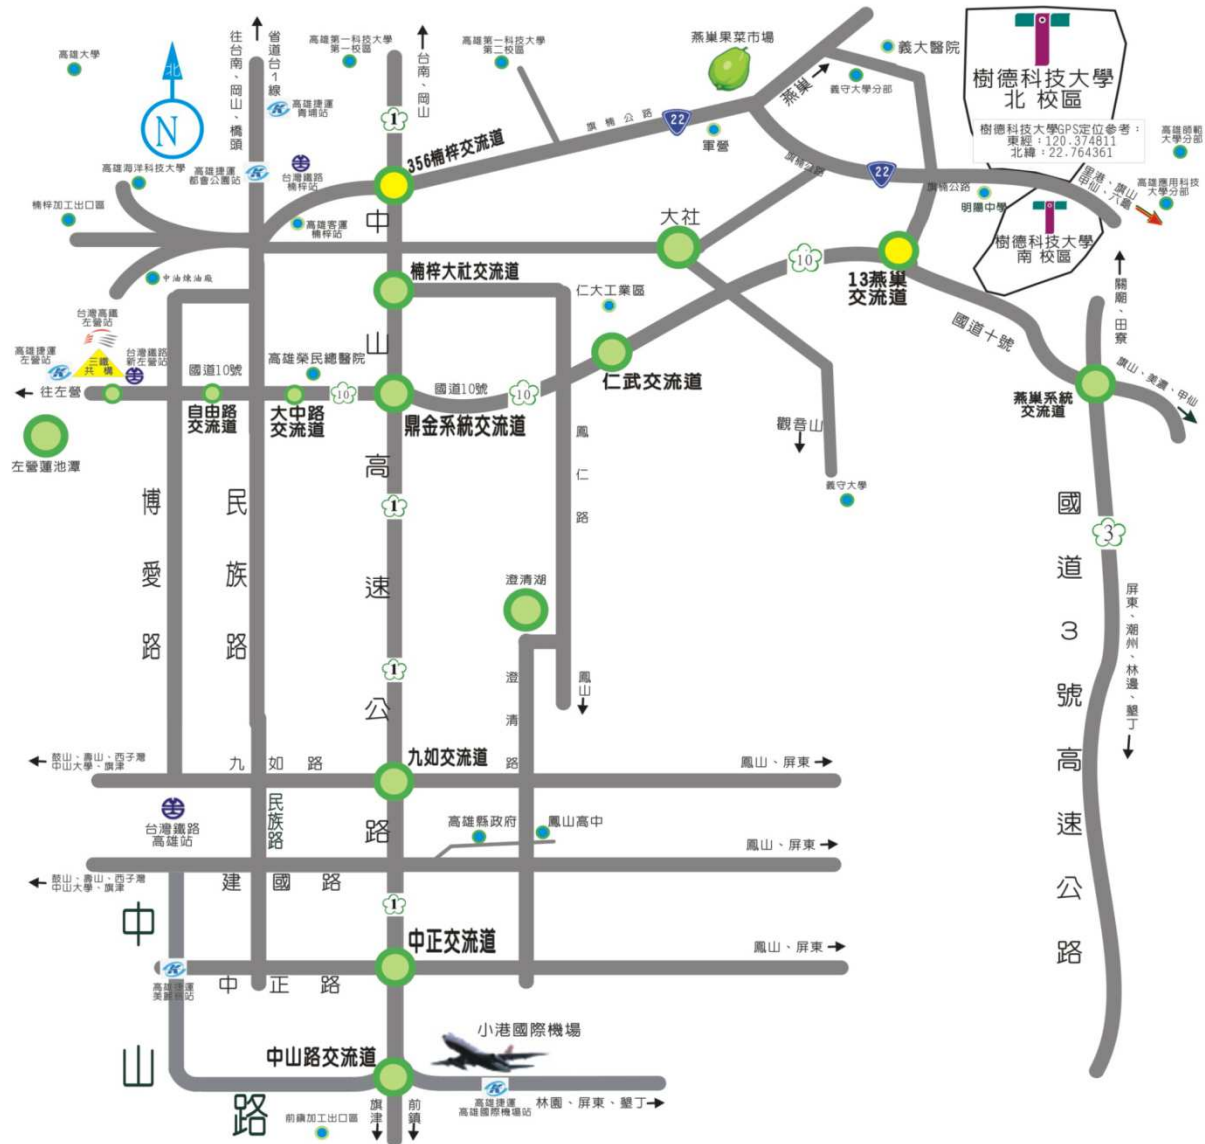 高雄大學
北
N
往台南、岡山、橋頭
省道台1線
高雄第一科技大學
第一校區
台南、岡山
高雄第一科技大學
第二校區
燕巢果菜市場
義大醫院
樹德科技大學
北 校區
高雄捷運
青埔站
1
旗楠公路
22
燕巢
義守大學分部
軍營
樹德科技大學GPS定位參考：
東經：120.374811
北緯：22.764361
高雄師範
大學分部
高雄海洋科技大學
高雄捷運
都會公園站
台灣鐵路
楠梓站
356楠梓交流道
旗楠公路
22
旗楠公路
明陽中學
里港、旗山
甲仙、六龜
高雄應用科技
大學分部
楠梓加工出口區
高雄客運
楠梓站
中
大社
樹德科技大學
南 校區
10
13燕巢
交流道
中油煉油廠
楠梓大社交流道
仁大工業區
關廟、田寮
台灣高鐵
左營站
高雄捷運
左營站
三鐵
共構
台灣鐵路
新左營站
山
國道十號
往左營
國道10號
高雄榮民總醫院
10
國道10號
10
仁武交流道
旗山、美濃、甲仙
自由路
交流道
大中路
交流道
鼎金系統交流道
燕巢系統
交流道
左營蓮池潭
觀音山
鳳仁路
高
義守大學
博愛路
民族路
1
國道3號高速公路
3
速
澄清湖
屏東、潮州、林邊、墾丁
1
公
澄清路
鳳山
鼓山、壽山、西子灣
中山大學、旗津
九如路
九如交流道
鳳山、屏東
台灣鐵路
高雄站
民族路
路
高雄縣政府
鳳山高中
鳳山、屏東
鼓山、壽山、西子灣
中山大學、旗津
建國路
1
中正交流道
鳳山、屏東
高雄捷運
美麗島站
中正路
中山路
中山路交流道
小港國際機場
高雄捷運
高雄國際機場站
林園、屏東、墾丁
前鎮加工出口區
旗津
前鎮